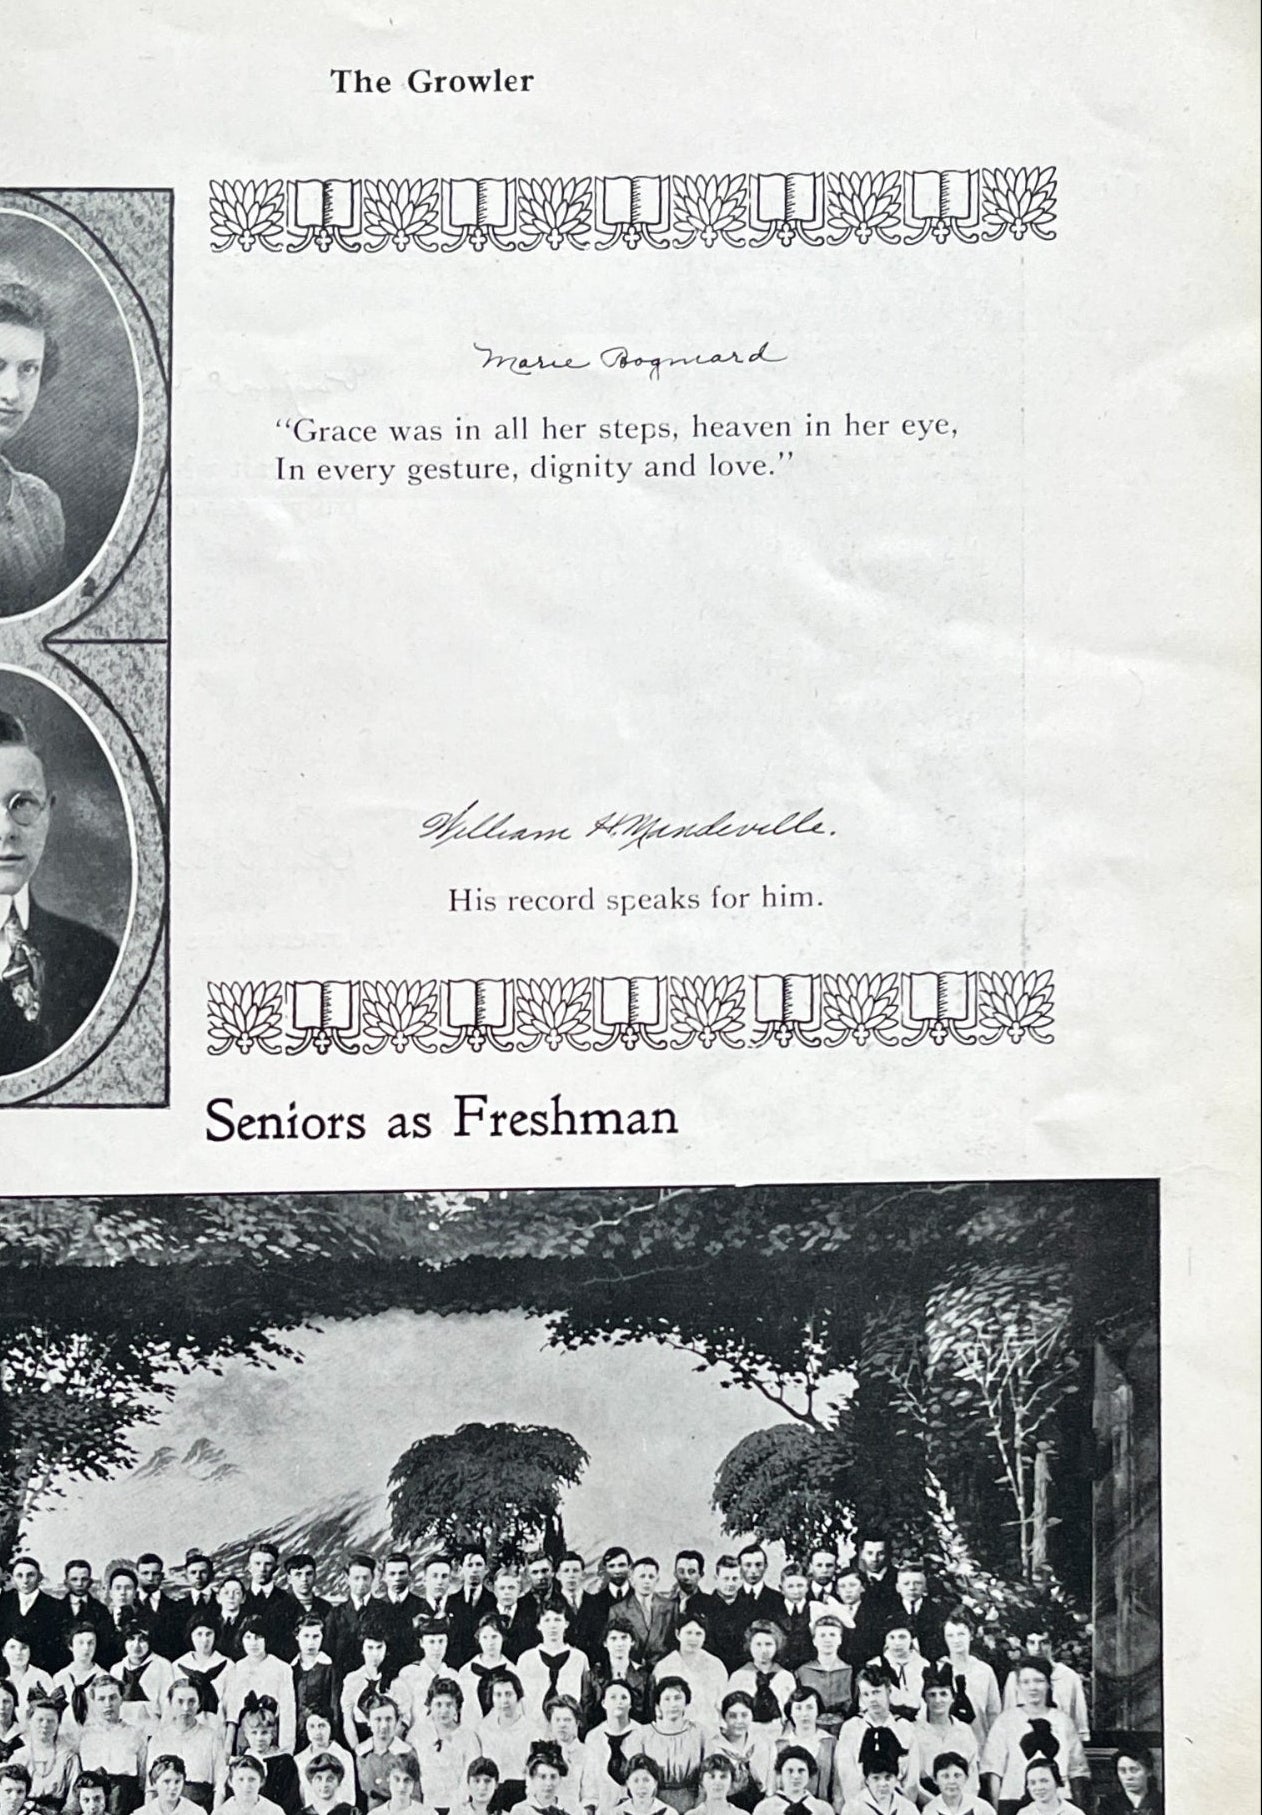 The Growler
Marie Bogniard
"Grace was in all her steps, heaven in her eye,
In every gesture, dignity and love."
William H. Mandeville.
His record speaks for him.
Seniors as Freshman